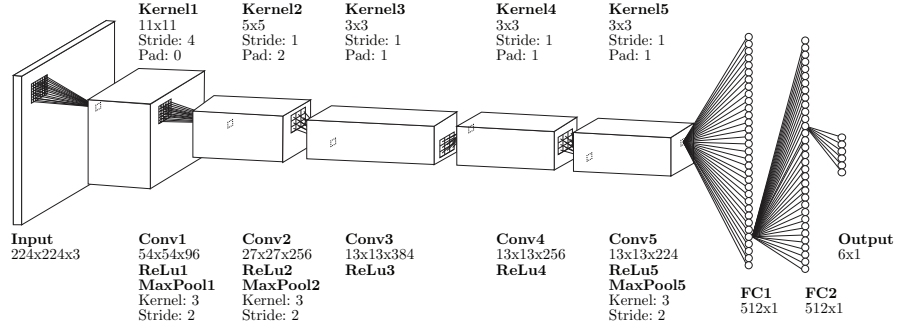 Kernel1
11x11
Stride: 4
Pad: 0
Kernel2
5x5
Stride: 1
Pad: 2
Kernel3
3x3
Stride: 1
Pad: 1
Kernel4
3x3
Stride: 1
Pad: 1
Kernel5
3x3
Stride: 1
Pad: 1
Input
224x224x3
Conv1
54x54x96
ReLu1
MaxPool1
Kernel: 3
Stride: 2
Conv2
27x27x256
ReLu2
MaxPool2
Kernel: 3
Stride: 2
Conv3
13x13x384
ReLu3
Conv4
13x13x256
ReLu4
Conv5
13x13x224
ReLu5
MaxPool5
Kernel: 3
Stride: 2
FC1
512x1
FC2
512x1
Output
6x1